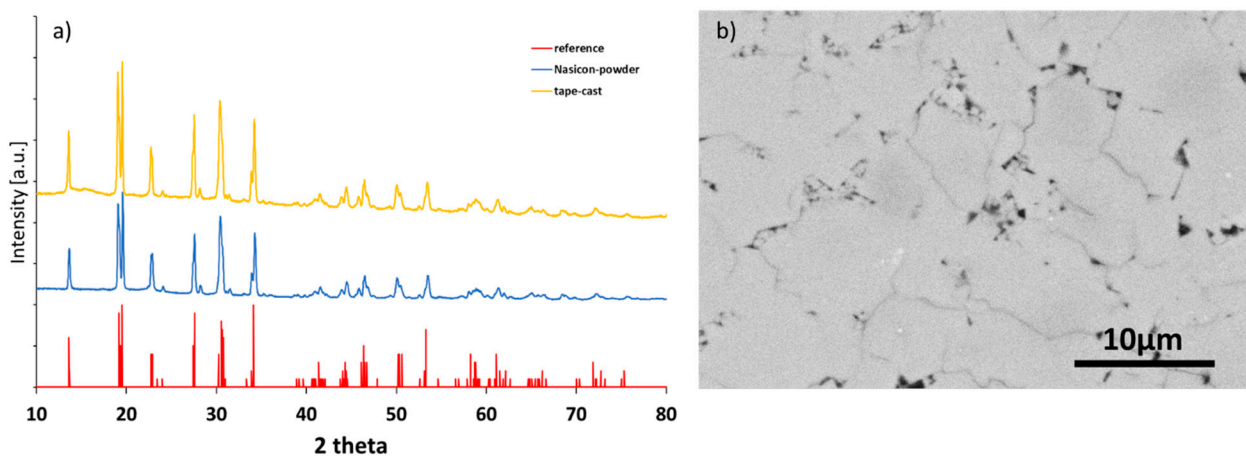 a)
reference
Nasicon-powder
tape-cast
Intensity [a.u.]
10 20 30 40 50 60 70 80
2 theta
b)
10µm